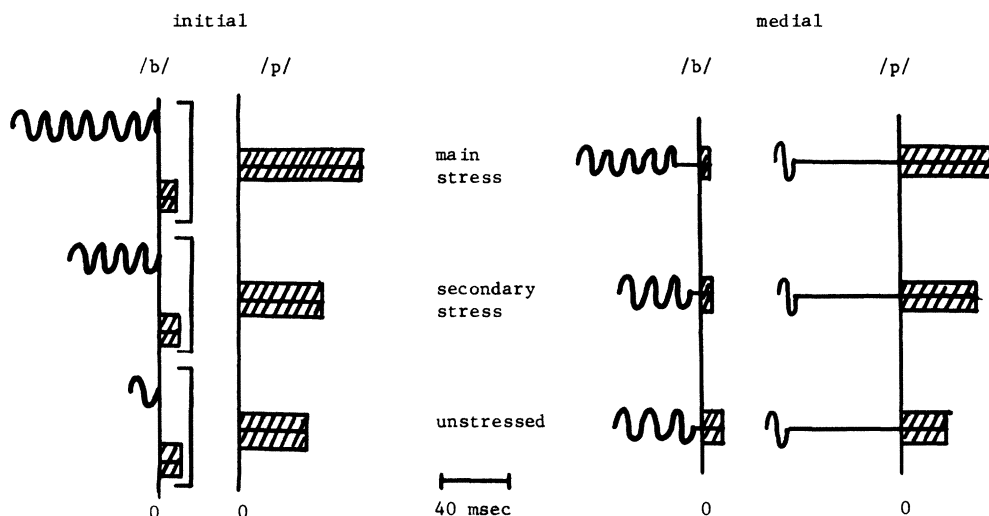 initial medial
/b/ /p/ /b/ /p/
main
stress
secondary
stress
unstressed
0 0 40 msec 0 0